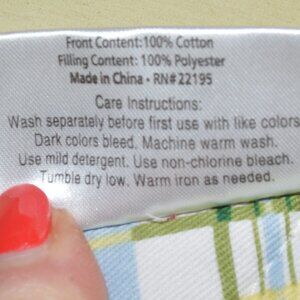 Front Content:100% Cotton
Filling Content: 100% Polyester
Made in China • RN#22195
Care Instructions:
Wash separately before first use with like colors
Dark colors bleed. Machine warm wash.
Use mild detergent. Use non-chlorine bleach.
Tumble dry low. Warm iron as needed.